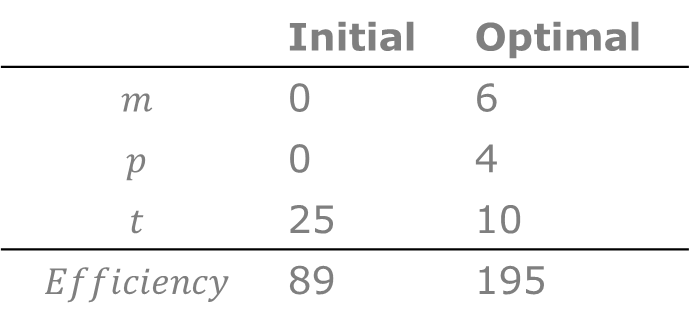 Initial Optimal
m 0 6
p 0 4
t 25 10
Efficiency 89 195